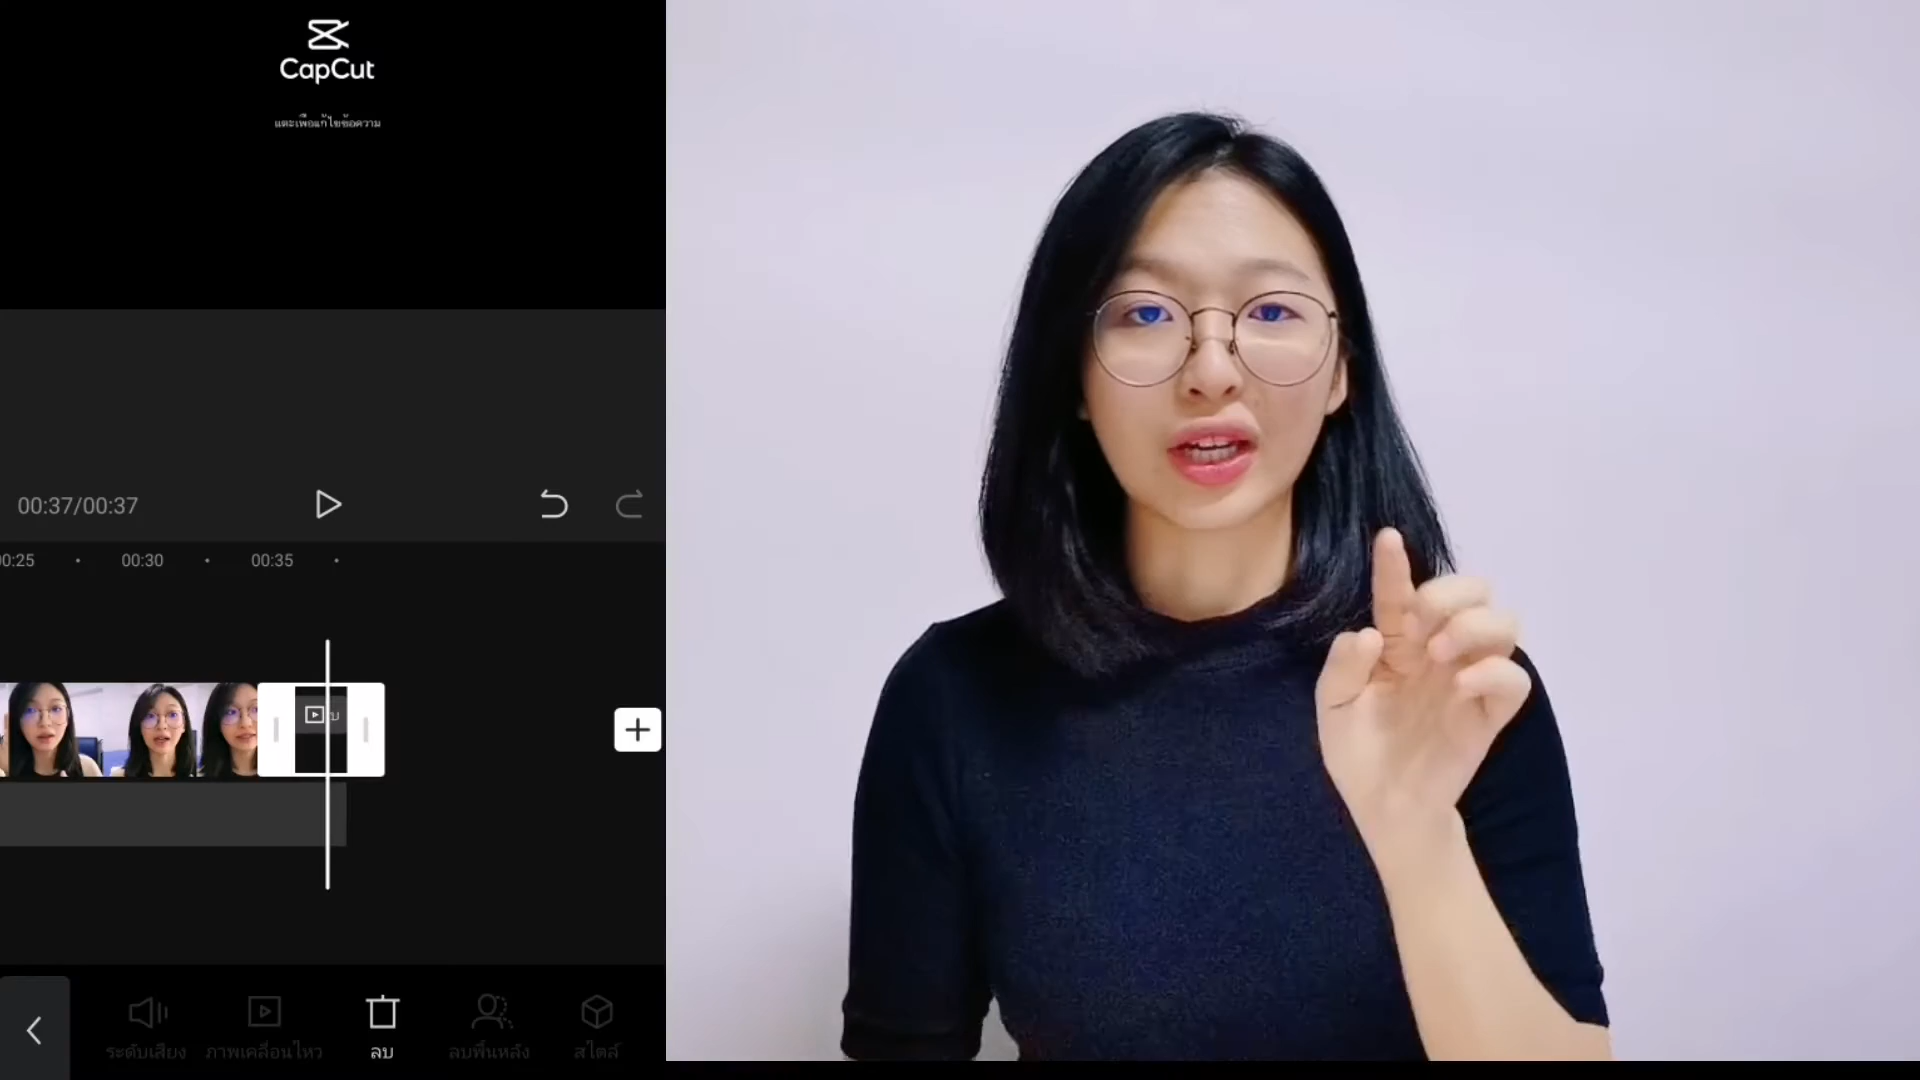 CapCut
แตะเพื่อแก้ไขข้อความ
00:37/00:37
00:25
00:30
00:35
ระดับเสียง
ภาพเคลื่อนไหว
ลบ
ลบพื้นหลัง
สไตล์